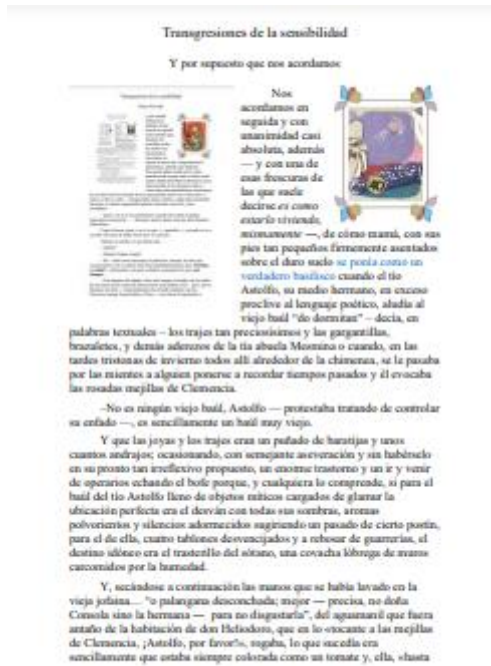 Transgresiones de la sensibilidad
Y por supuesto que nos acordamos
Nos
acordamos en
seguida y con
unanimidad casi
absoluta, además
— y con una de
esas frescuras de
las que suele
decirse es como
estarlo viviendo,
mismamente —, de cómo mamá, con sus
pies tan pequeños firmemente asentados
sobre el duro suelo se ponía como un
verdadero basilisco cuando el tío
Astolfo, su medio hermano, en exceso
proclive al lenguaje poético, aludía al
viejo baúl "do dormitan" – decía, en
palabras textuales – los trajes tan preciosísimos y las gargantillas,
brazaletes, y demás aderezos de la tía abuela Mesmina o cuando, en las
tardes tristonas de invierno todos allí alrededor de la chimenea, se le pasaba
por las mientes a alguien ponerse a recordar tiempos pasados y él evocaba
las rosadas mejillas de Clemencia.
–No es ningún viejo baúl, Astolfo — protestaba tratando de controlar
su enfado —, es sencillamente un baúl muy viejo.
Y que las joyas y los trajes eran un puñado de baratijas y unos
cuantos andrajos; ocasionando, con semejante aseveración y sin habérselo
en su pronto tan irreflexivo propuesto, un enorme trastorno y un ir y venir
de operarios echando el bofe porque, y cualquiera lo comprende, si para el
baúl del tío Astolfo lleno de objetos míticos cargados de glamur la
ubicación perfecta era el desván con todas sus sombras, aromas
polvorientos y silencios adormecidos sugiriendo un pasado de cierto postín,
para el de ella, cuatro tablones desvencijados y a rebosar de guarrerías, el
destino idóneo era el trasterillo del sótano, una covacha lóbrega de muros
carcomidos por la humedad.
Y, secándose a continuación las manos que se había lavado en la
vieja jofaina… "o palangana desconchada; mejor — precisa, no doña
Consola sino la hermana — para no disgustarla", del aguamanil que fuera
antaño de la habitación de don Heliodoro, que en lo «tocante a las mejillas
de Clemencia, ¡Astolfo, por favor!», rogaba, lo que sucedía era
sencillamente que estaba siempre colorada como un tomate y, ella, «hasta